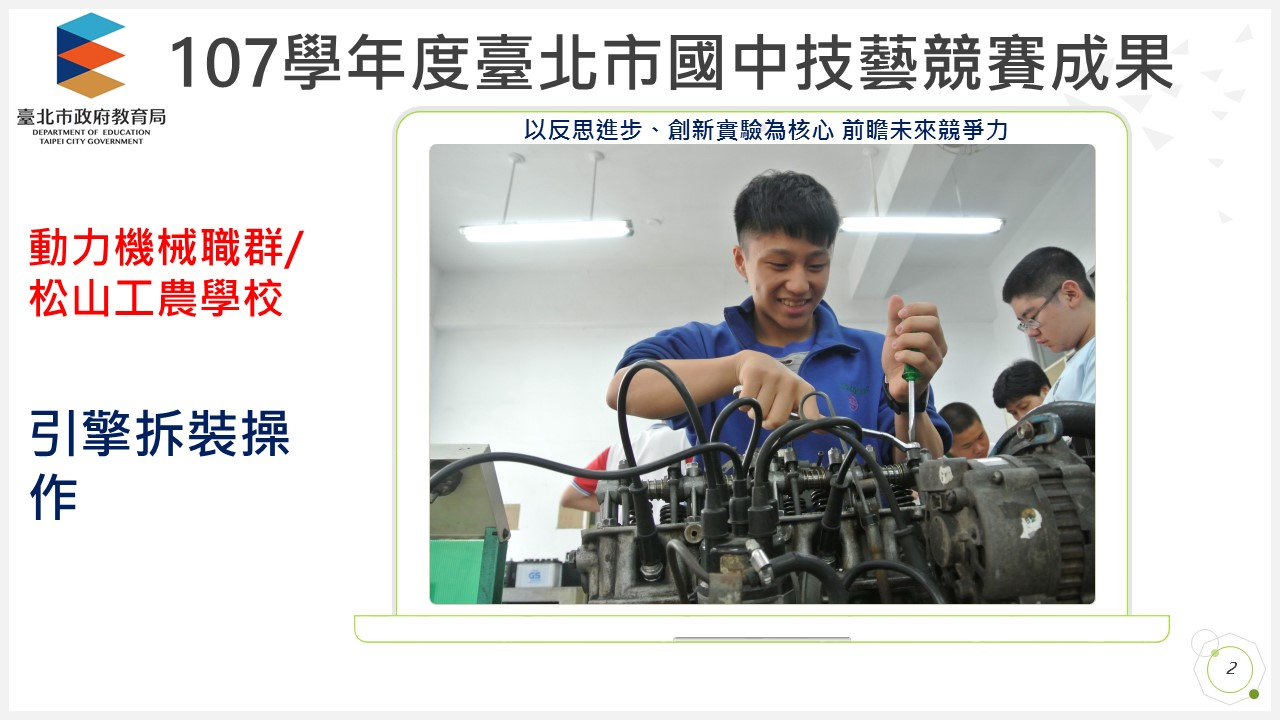 107學年度臺北市國中技藝競賽成果
臺北市政府教育局
DEPARTMENT OF EDUCATION
TAIPEI CITY GOVERNMENT
以反思進步、創新實驗為核心 前瞻未來競爭力
動力機械職群/
松山工農學校
引擎拆裝操
作
GS
2